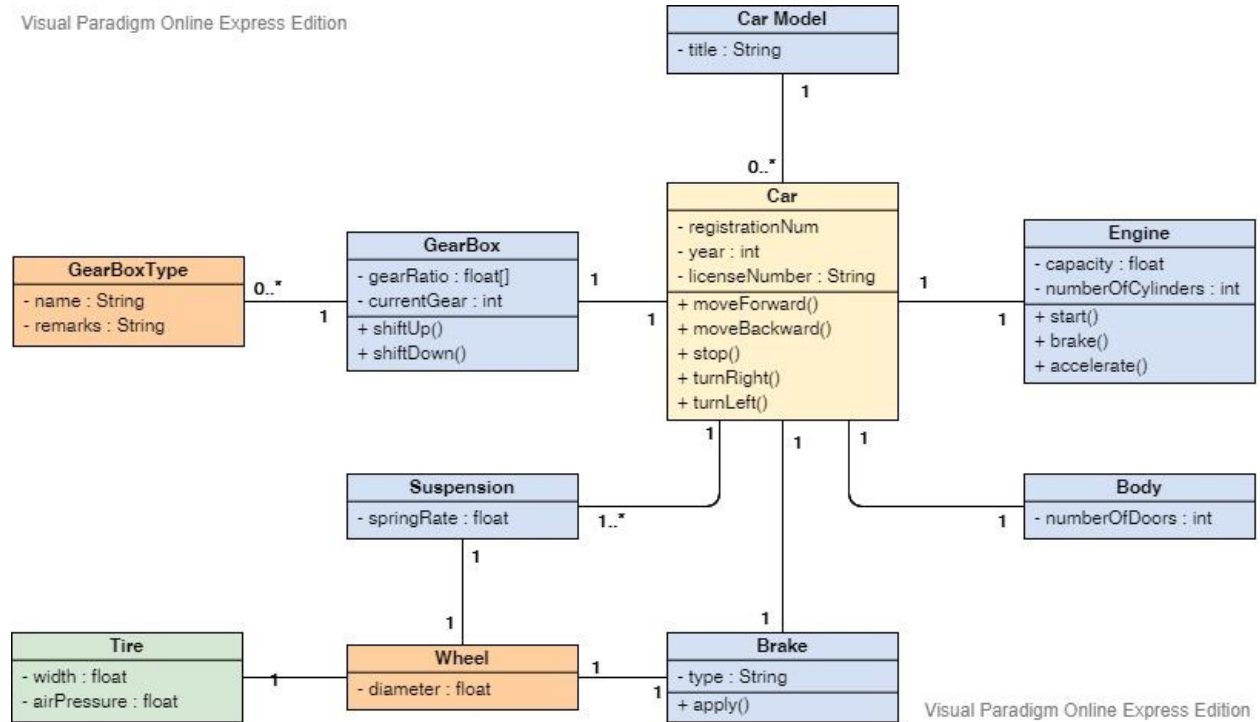 Visual Paradigm Online Express Edition
Car Model
- title : String
1
0..*
Car
- registrationNum
- year : int
- licenseNumber : String
+ moveForward()
+ moveBackward()
+ stop()
+ turnRight()
+ turnLeft()
GearBoxType
- name : String
- remarks : String
0..*
1
GearBox
- gearRatio : float[]
- currentGear : int
+ shiftUp()
+ shiftDown()
1
1
1
1
Engine
- capacity : float
- numberOfCylinders : int
+ start()
+ brake()
+ accelerate()
1
1
1
Suspension
- springRate : float
1..*
1
Body
- numberOfDoors : int
1
1
1
Tire
- width : float
- airPressure : float
1
Wheel
- diameter : float
1
1
Brake
- type : String
+ apply()
Visual Paradigm Online Express Edition